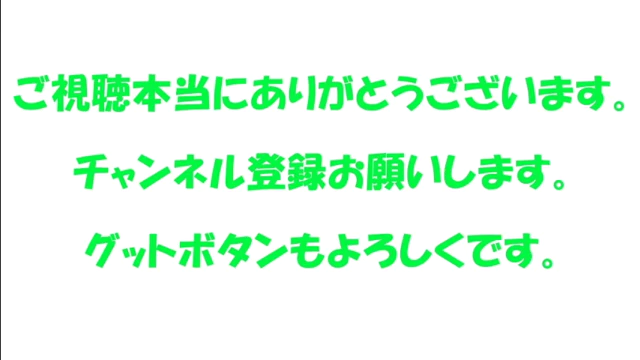 ご視聴本当にありがとうございます。
チャンネル登録お願いします。
グットボタンもよろしくです。